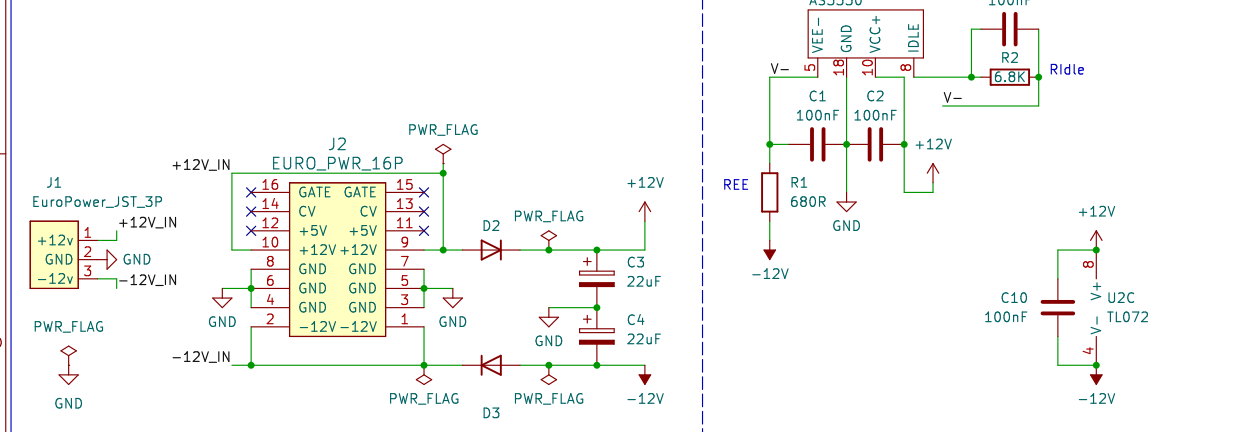 J1
EuroPower_JST_3P
+12V_IN
+12v 1
GND 2 GND
-12v 3
-12V_IN
PWR_FLAG
GND
PWR_FLAG
J2
EURO_PWR_16P
+12V_IN
16 GATE GATE 15
14 CV CV 13
12 +5V +5V 11
10 +12V +12V 9
8 GND GND 7
6 GND GND 5
4 GND GND 3
2 -12V -12V 1
GND
GND
-12V_IN
PWR_FLAG
D2
PWR_FLAG
+12V
+ C3
22uF
GND
+ C4
22uF
D3
PWR_FLAG
-12V
VEE- GND VCC+ IDLE
5 18 10 8
V-
100nF
R2
6.8K
RIdle
V-
C1
100nF
C2
100nF
+12V
REE
R1
680R
GND
-12V
+12V
8
V+
C10
100nF
U2C
TL072
V-
4
-12V